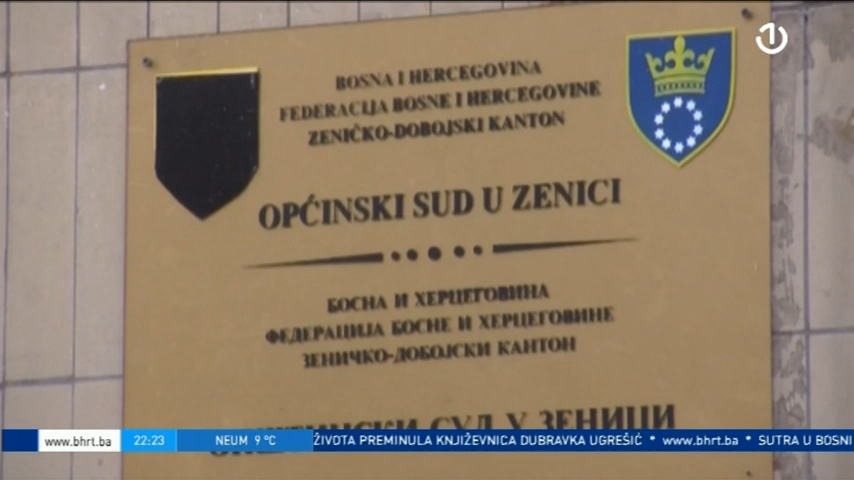 BOSNA I HERCEGOVINA
FEDERACIJA BOSNE I HERCEGOVINE
ZENIČKO-DOBOJSKI KANTON
OPĆINSKI SUD U ZENICI
БОСНА И ХЕРЦЕГОВИНА
ФЕДЕРАЦИЈА БОСНЕ И ХЕРЦЕГОВИНЕ
ЗЕНИЧКО-ДОБОЈСКИ КАНТОН
СУД У ЗЕНИЦИ
www.bhrt.ba 22:23 NEUM 9 °C ŽIVOTA PREMINULA KNJIŽEVNICA DUBRAVKA UGREŠIĆ * www.bhrt.ba * SUTRA U BOSNI